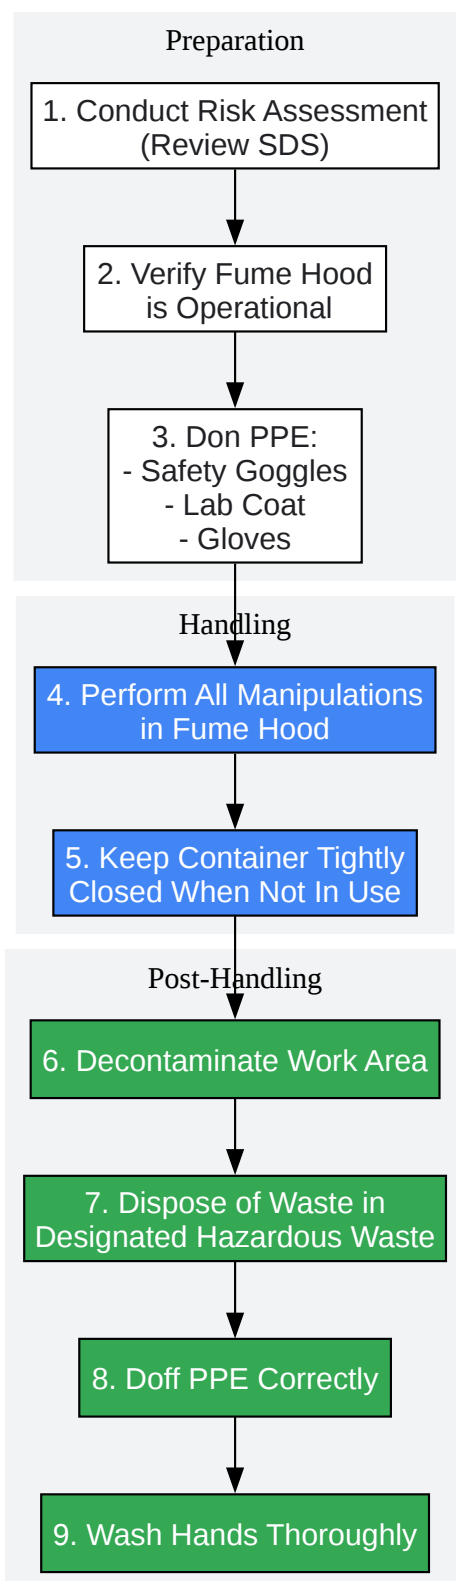 Preparation
1. Conduct Risk Assessment
(Review SDS)
2. Verify Fume Hood
is Operational
3. Don PPE:
- Safety Goggles
- Lab Coat
- Gloves
Handling
4. Perform All Manipulations
in Fume Hood
5. Keep Container Tightly
Closed When Not In Use
Post-Handling
6. Decontaminate Work Area
7. Dispose of Waste in
Designated Hazardous Waste
8. Doff PPE Correctly
9. Wash Hands Thoroughly